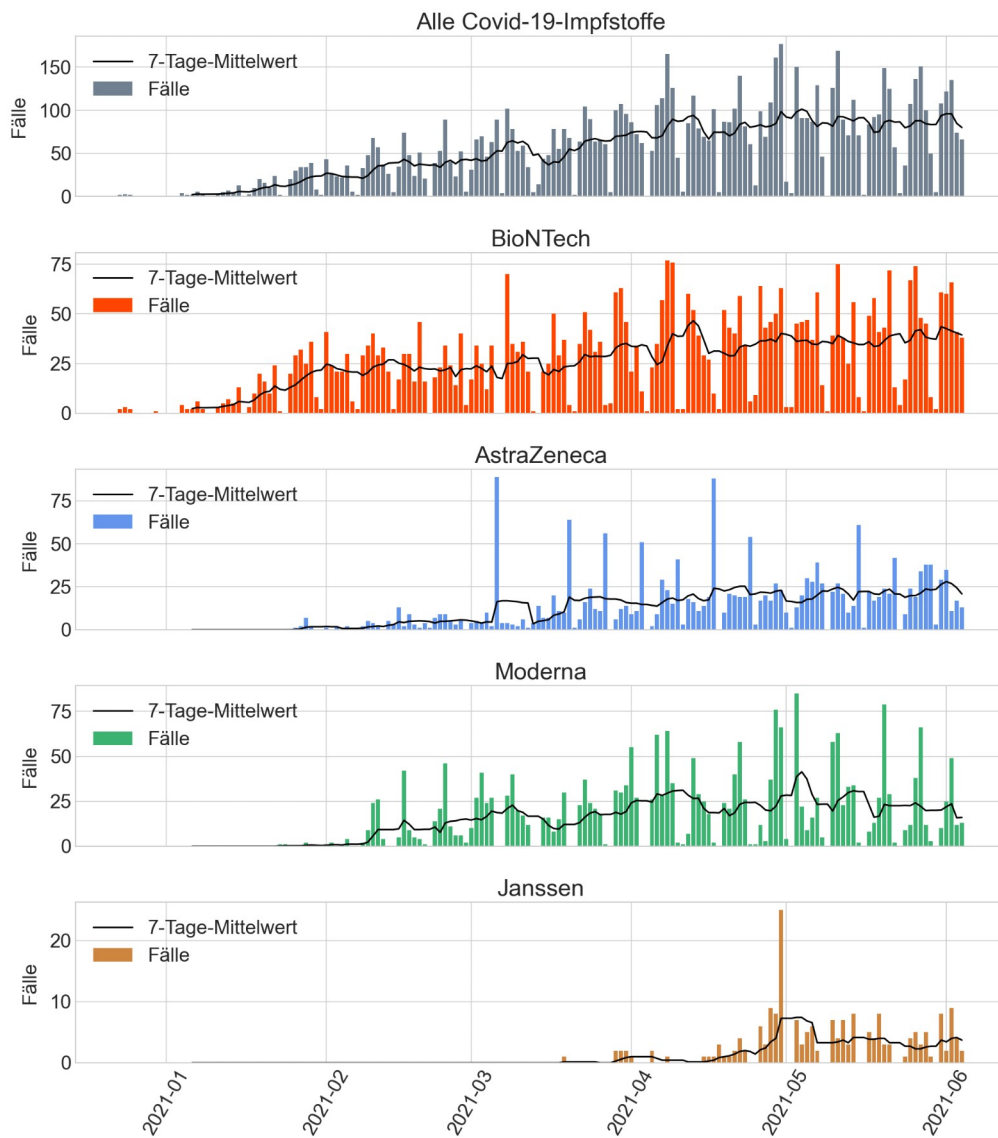 Alle Covid-19-Impfstoffe
Fälle
150
100
50
0
7-Tage-Mittelwert
Fälle
BioNTech
Fälle
75
50
25
0
7-Tage-Mittelwert
Fälle
AstraZeneca
Fälle
75
50
25
0
7-Tage-Mittelwert
Fälle
Moderna
Fälle
75
50
25
0
7-Tage-Mittelwert
Fälle
Janssen
Fälle
20
10
0
7-Tage-Mittelwert
Fälle
2021-01
2021-02
2021-03
2021-04
2021-05
2021-06